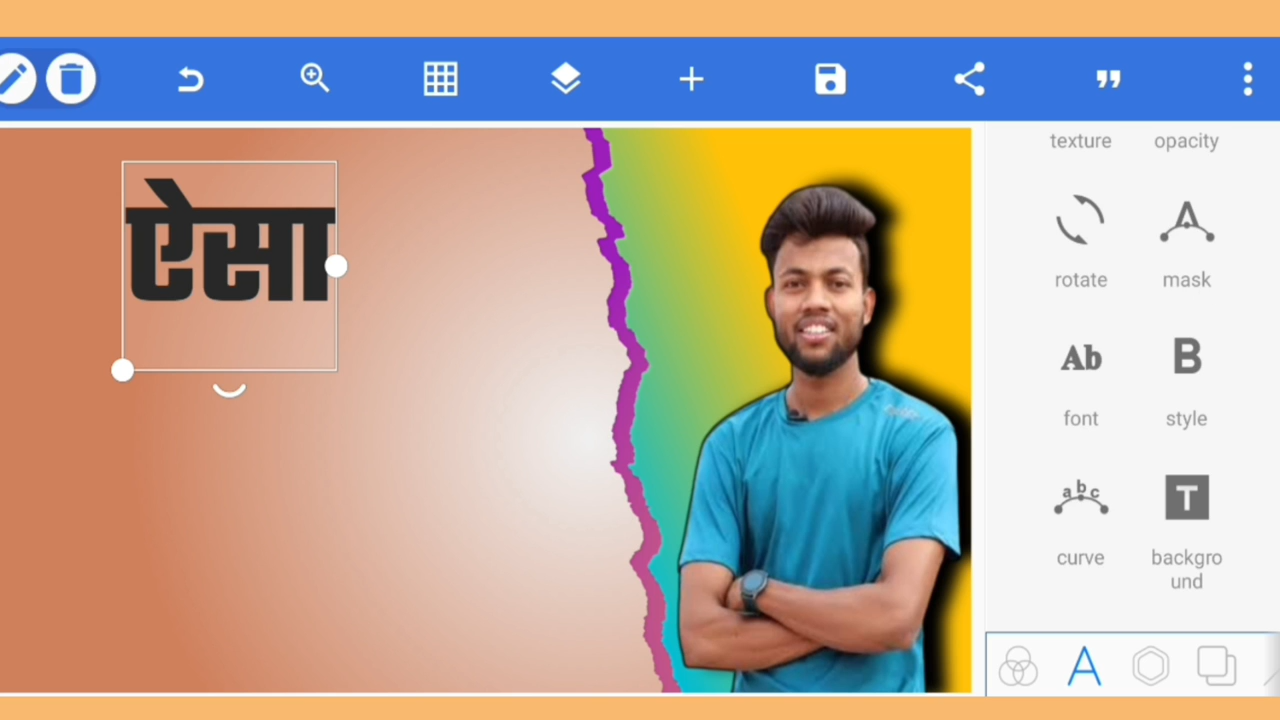 texture opacity
ऐसा
rotate mask
Ab B
font style
abc T
curve backgro
und
A